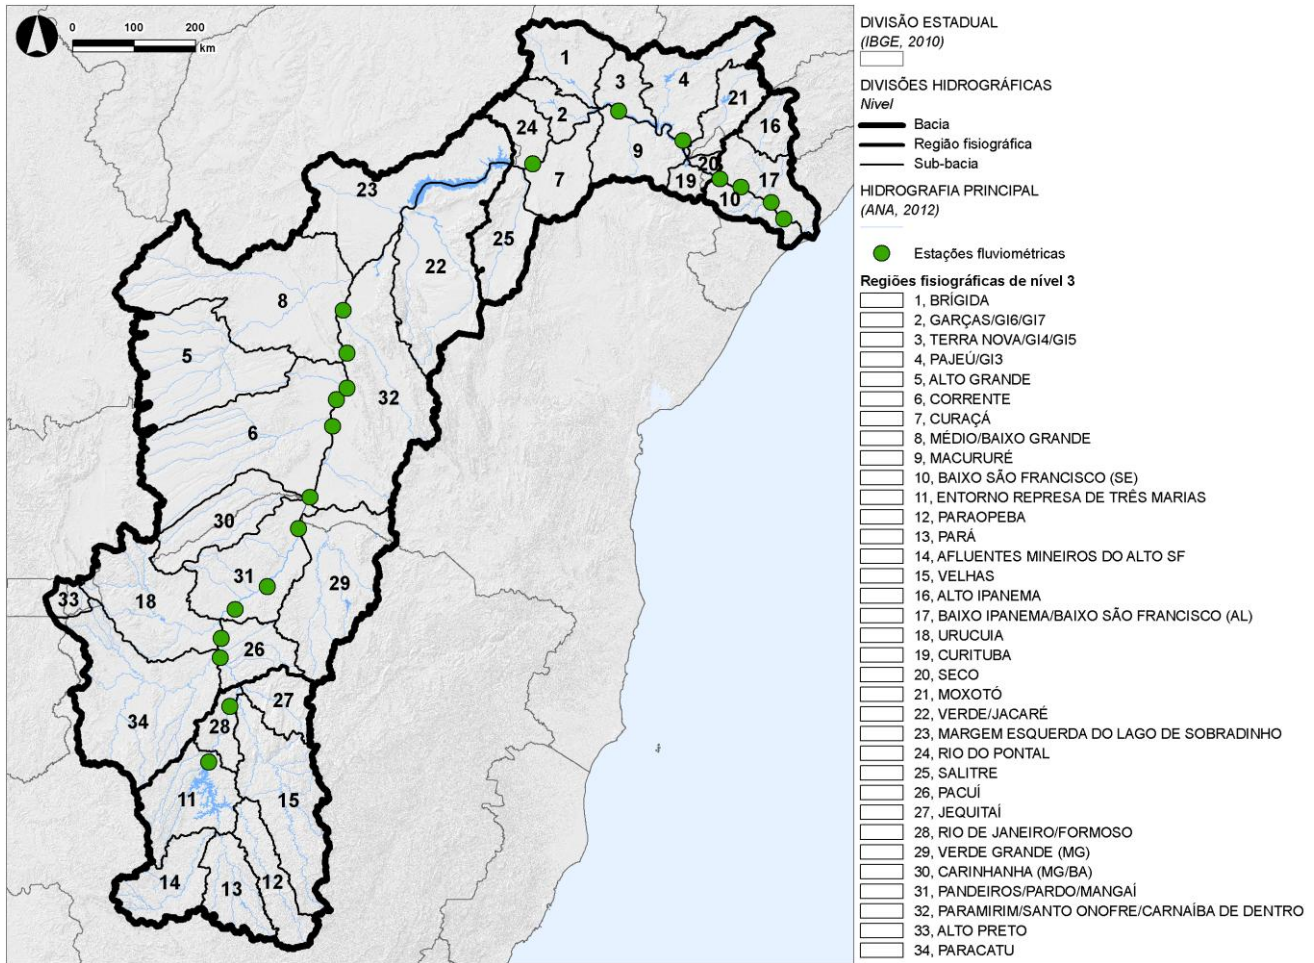 0 100 200
km
1
3
4
2
21
24
16
9
20
7
19
17
10
23
25
22
8
5
32
6
30
31
29
18
33
26
27
34
28
11
15
14
13
12
DIVISÃO ESTADUAL
(IBGE, 2010)
DIVISÕES HIDROGRÁFICAS
Nível
Bacia
Região fisiográfica
Sub-bacia
HIDROGRAFIA PRINCIPAL
(ANA, 2012)
Estações fluviométricas
Regiões fisiográficas de nível 3
1, BRÍGIDA
2, GARÇAS/GI6/GI7
3, TERRA NOVA/GI4/GI5
4, PAJEÚ/GI3
5, ALTO GRANDE
6, CORRENTE
7, CURAÇÁ
8, MÉDIO/BAIXO GRANDE
9, MACURURÉ
10, BAIXO SÃO FRANCISCO (SE)
11, ENTORNO REPRESA DE TRÊS MARIAS
12, PARAOPEBA
13, PARÁ
14, AFLUENTES MINEIROS DO ALTO SF
15, VELHAS
16, ALTO IPANEMA
17, BAIXO IPANEMA/BAIXO SÃO FRANCISCO (AL)
18, URUCUIA
19, CURITUBA
20, SECO
21, MOXOTÓ
22, VERDE/JACARÉ
23, MARGEM ESQUERDA DO LAGO DE SOBRADINHO
24, RIO DO PONTAL
25, SALITRE
26, PACUÍ
27, JEQUITAÍ
28, RIO DE JANEIRO/FORMOSO
29, VERDE GRANDE (MG)
30, CARINHANHA (MG/BA)
31, PANDEIROS/PARDO/MANGAÍ
32, PARAMIRIM/SANTO ONOFRE/CARNAÍBA DE DENTRO
33, ALTO PRETO
34, PARACATU